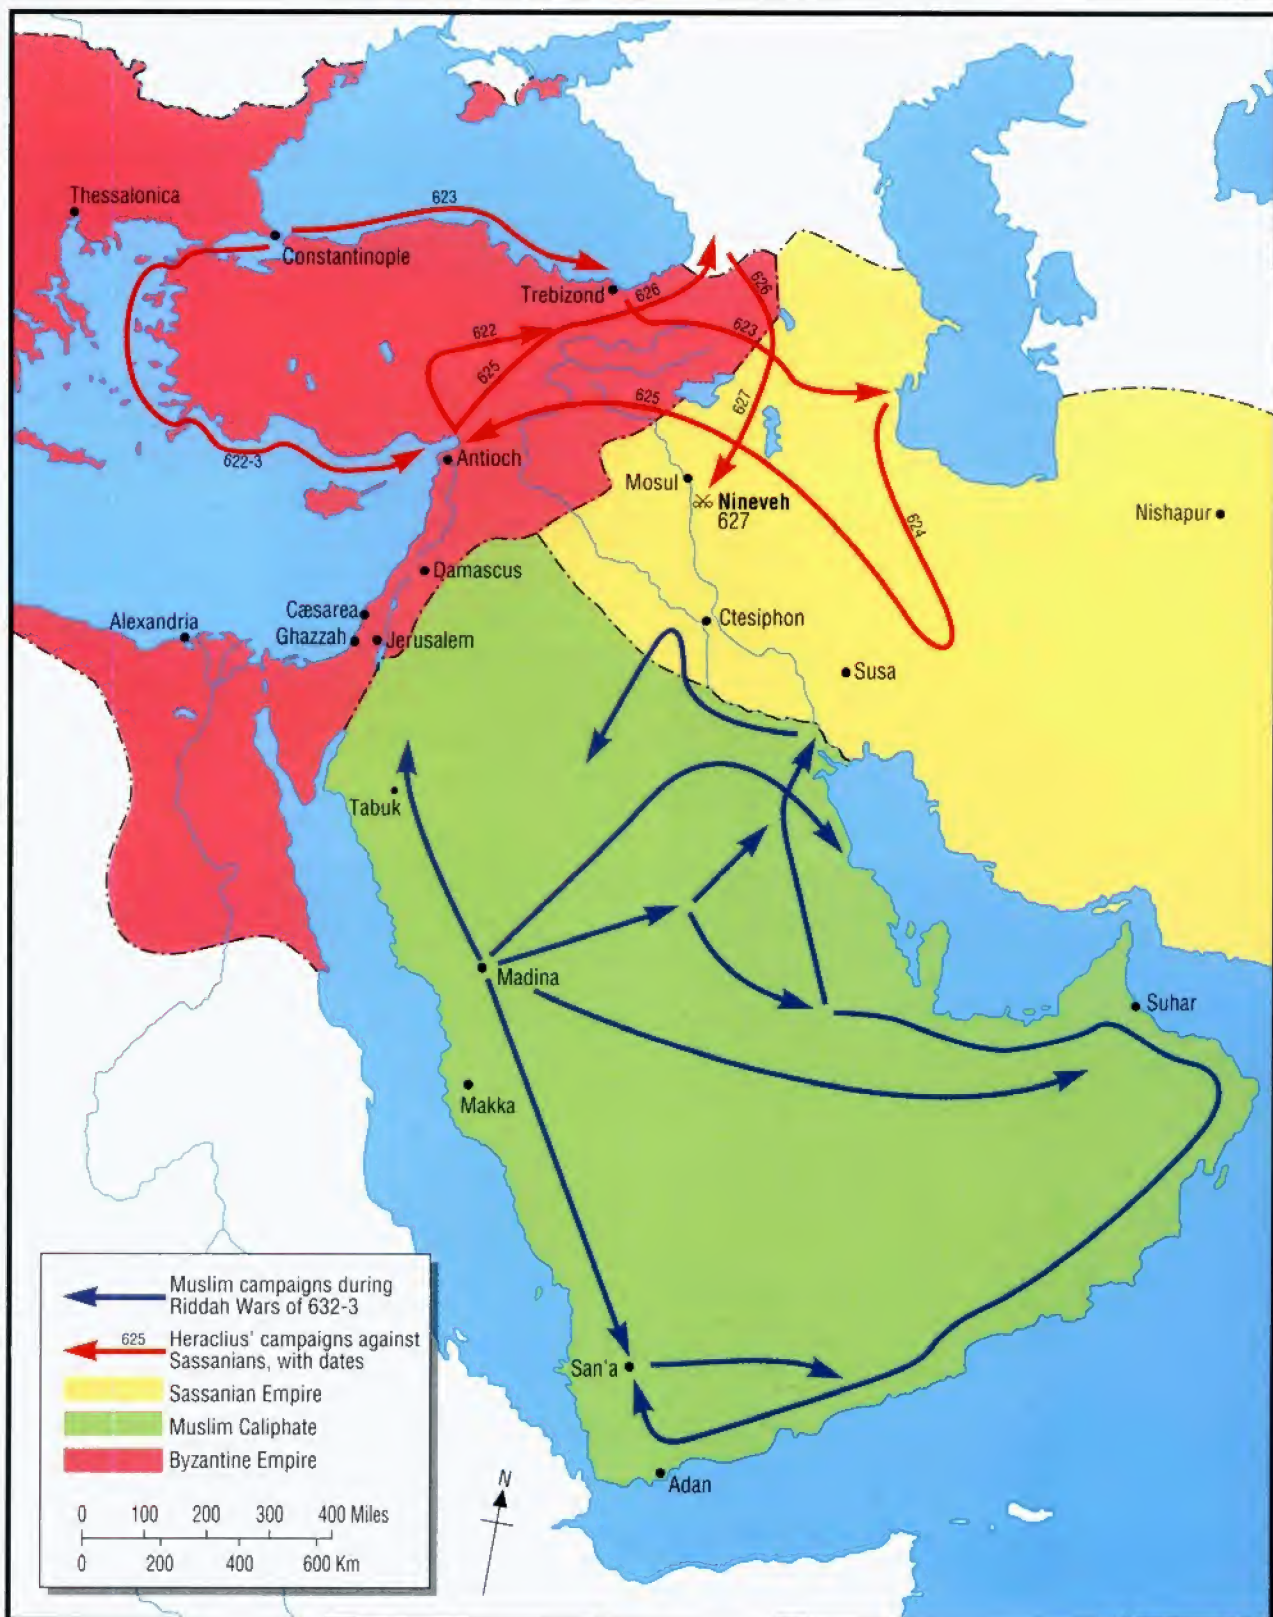 623
Thessalonica
Constantinople
626
Trebizond
626
622
623
625
625
627
622-3
Antioch
Mosul
Nineveh
627
Nishapur
624
Damascus
Cæsarea
Alexandria
Ctesiphon
Ghazzah
Jerusalem
Susa
Tabuk
Madina
Suhar
Makka
San'a
Adan
Muslim campaigns during
Riddah Wars of 632-3
625
Heraclius' campaigns against
Sassanians, with dates
Sassanian Empire
Muslim Caliphate
Byzantine Empire
0 100 200 300 400 Miles
0 200 400 600 Km
N